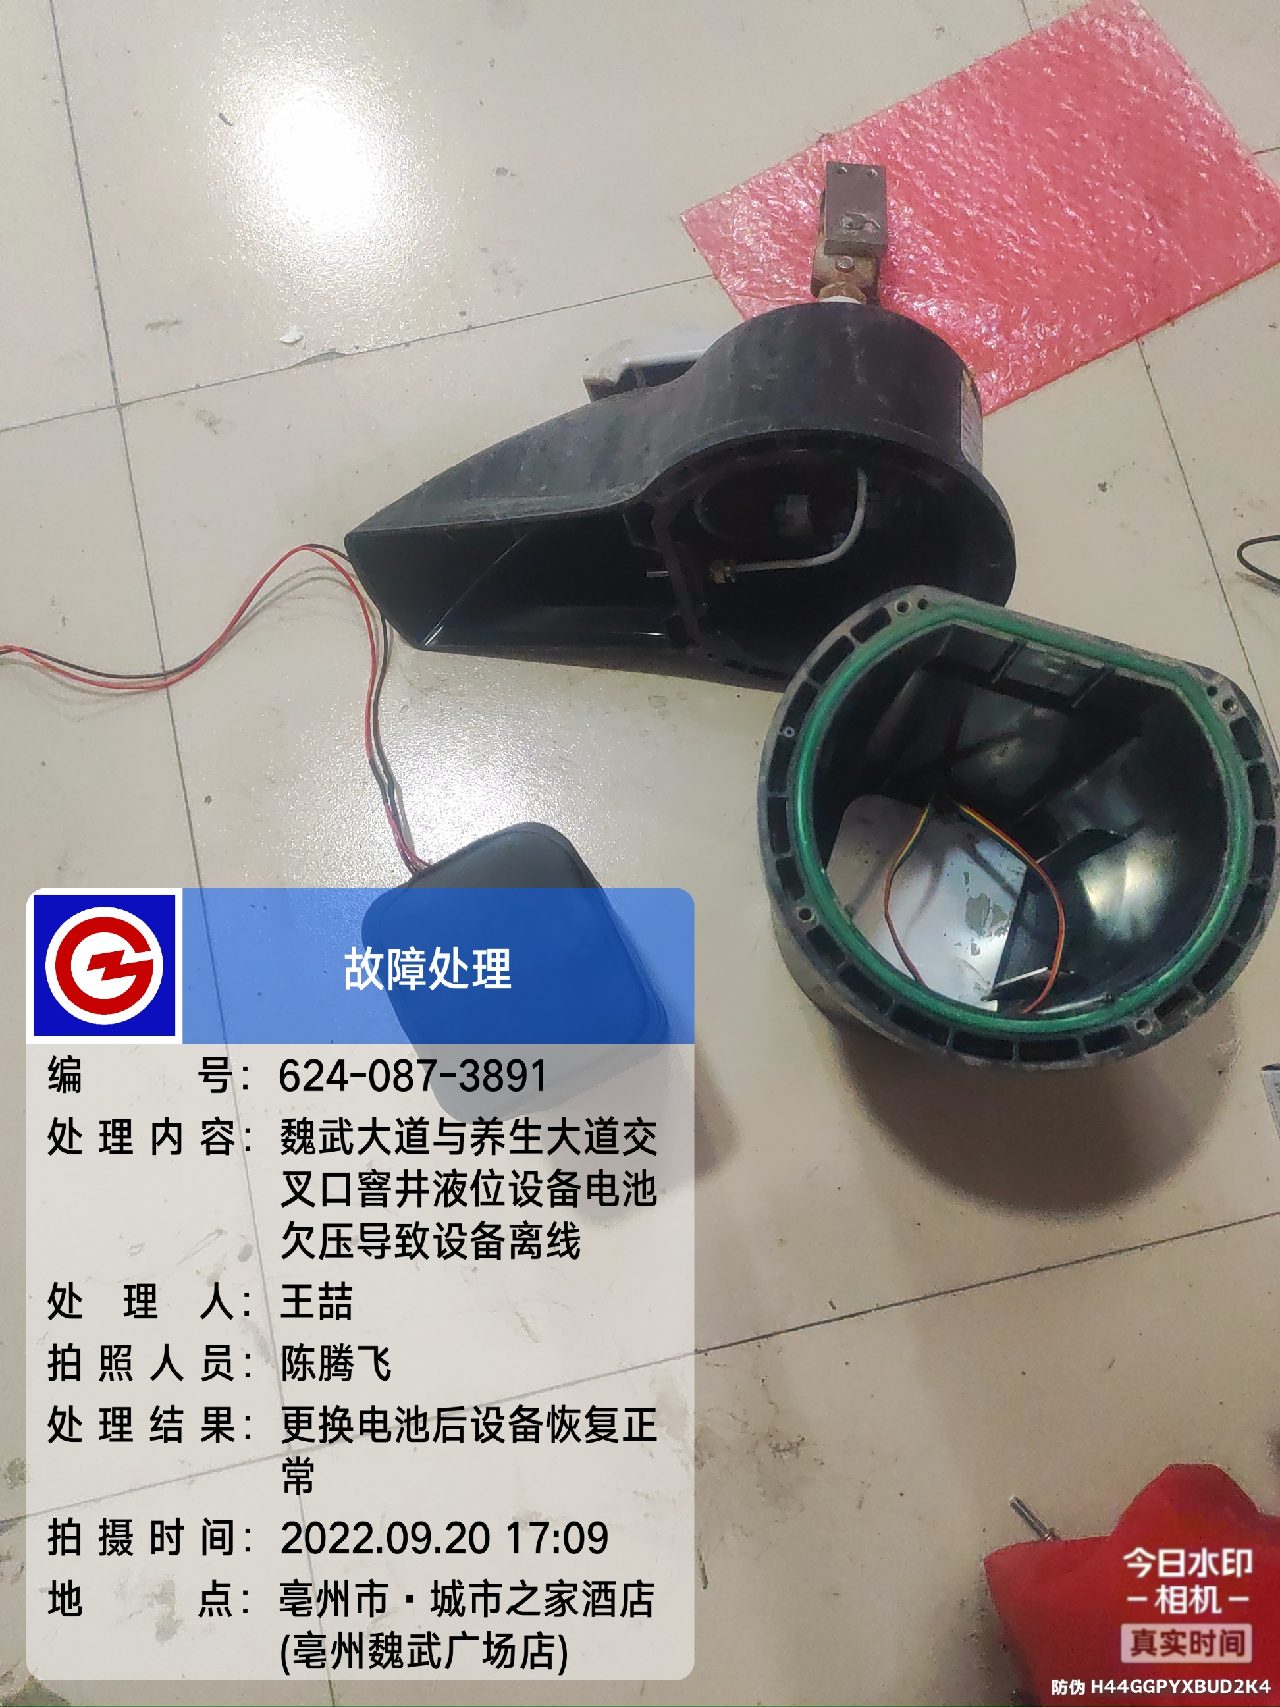 故障处理
编号：624-087-3891
处理内容：魏武大道与养生大道交
叉口窨井液位设备电池
欠压导致设备离线
处理人：王喆
拍照人员：陈腾飞
处理结果：更换电池后设备恢复正
常
拍摄时间：2022.09.20 17:09
地点：亳州市·城市之家酒店
(亳州魏武广场店)
今日水印
-相机-
真实时间
防伪 H44GGPYXBUD2K4